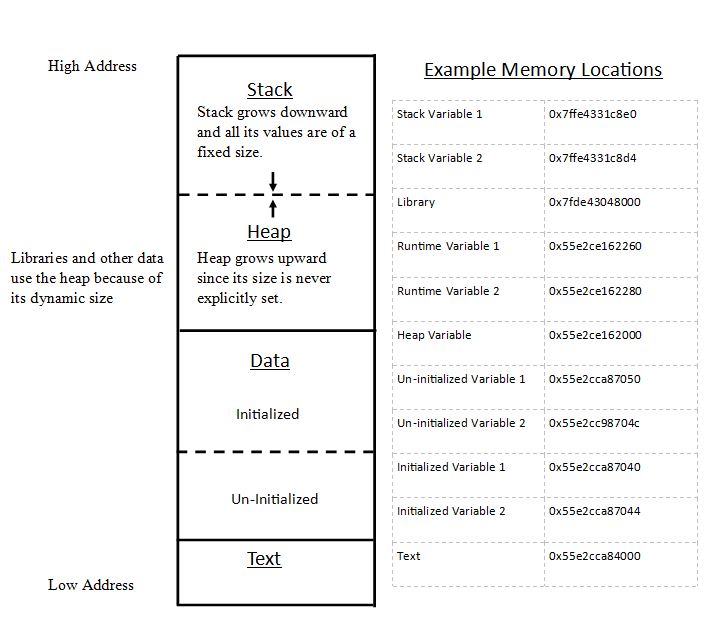 High Address
Stack
Stack grows downward
and all its values are of a
fixed size.
Heap
Libraries and other data
use the heap because of
its dynamic size
Heap grows upward
since its size is never
explicitly set.
Data
Initialized
Un-Initialized
Text
Low Address
Example Memory Locations
Stack Variable 1 0x7ffe4331c8e0
Stack Variable 2 0x7ffe4331c8d4
Library 0x7fde43048000
Runtime Variable 1 0x55e2ce162260
Runtime Variable 2 0x55e2ce162280
Heap Variable 0x55e2ce162000
Un-initialized Variable 1 0x55e2cca87050
Un-initialized Variable 2 0x55e2cc98704c
Initialized Variable 1 0x55e2cca87040
Initialized Variable 2 0x55e2cca87044
Text 0x55e2cca84000